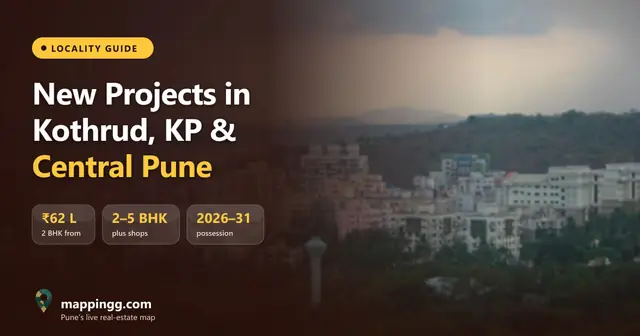 LOCALITY GUIDE
New Projects in
Kothrud, KP &
Central Pune
₹62 L
2 BHK from
2–5 BHK
plus shops
2026–31
possession
mappingg.com
Pune's live real-estate map